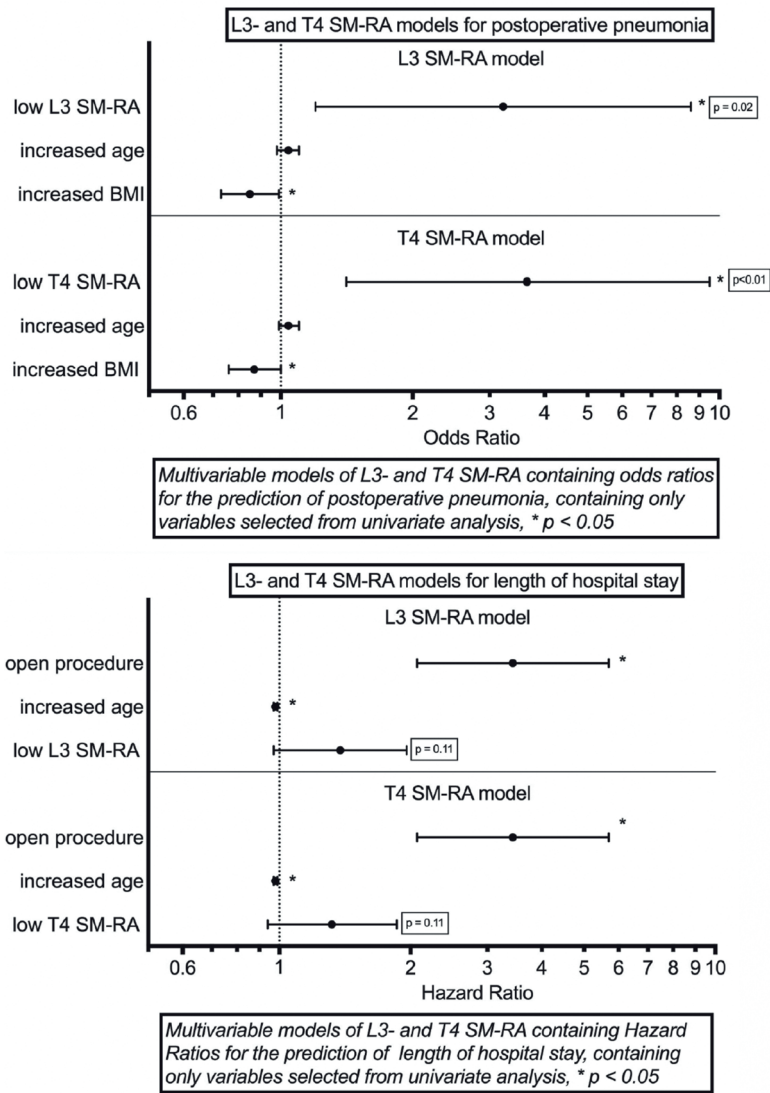 L3- and T4 SM-RA models for postoperative pneumonia
L3 SM-RA model
low L3 SM-RA
* p = 0.02
increased age
increased BMI
*
T4 SM-RA model
low T4 SM-RA
* p<0.01
increased age
increased BMI
*
0.6 1 2 3 4 5 6 7 8 9 10
Odds Ratio
Multivariable models of L3- and T4 SM-RA containing odds ratios
for the prediction of postoperative pneumonia, containing only
variables selected from univariate analysis, * p < 0.05
L3- and T4 SM-RA models for length of hospital stay
L3 SM-RA model
open procedure
*
increased age
*
low L3 SM-RA
p = 0.11
T4 SM-RA model
open procedure
*
increased age
*
low T4 SM-RA
p = 0.11
0.6 1 2 3 4 5 6 7 8 9 10
Hazard Ratio
Multivariable models of L3- and T4 SM-RA containing Hazard
Ratios for the prediction of length of hospital stay, containing
only variables selected from univariate analysis, * p < 0.05